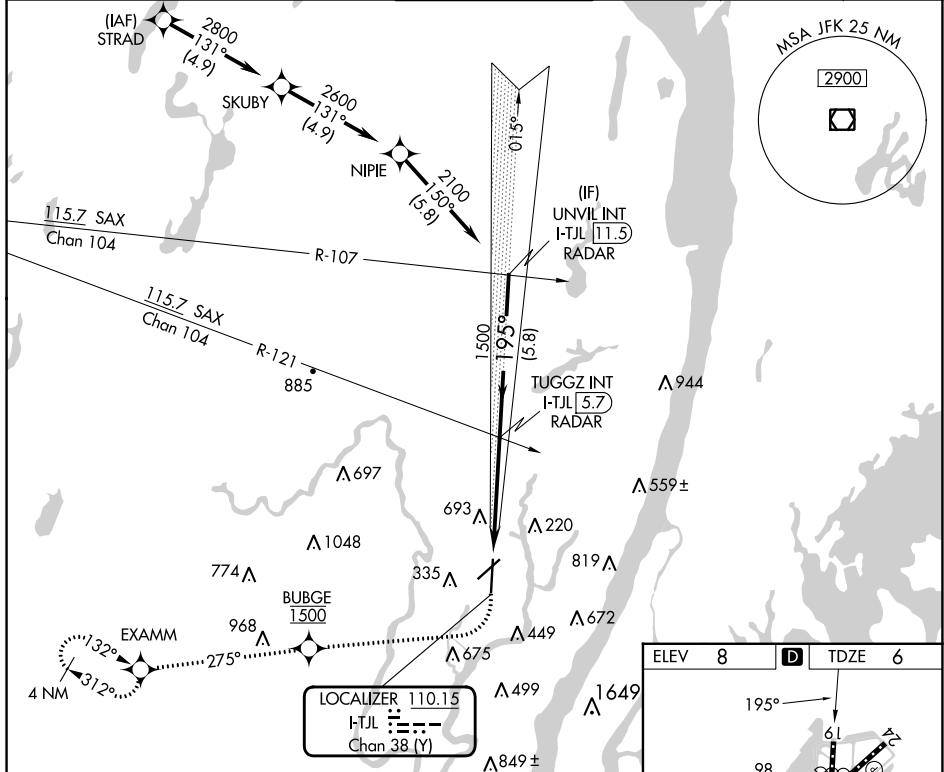 (IAF)
STRAD
2800
131°
(4.9)
SKUBY
2600
131°
(4.9)
NIPIE
2100
150°
(5.8)
015°
MSA JFK 25 NM
2900
(IF)
UNVIL INT
I-TJL 11.5
RADAR
115.7 SAX
Chan 104
R-107
115.7 SAX
Chan 104
R-121
885
1500
195°
(5.8)
TUGGZ INT
I-TJL 5.7
RADAR
944
697
559±
693
220
1048
819
774
335
BUBGE
1500
672
EXAMM
968
449
132°
275°
675
312°
4 NM
499
1649
LOCALIZER 110.15
I-TJL
Chan 38 (Y)
849±
ELEV 8
D
TDZE 6
195°
19
24
98